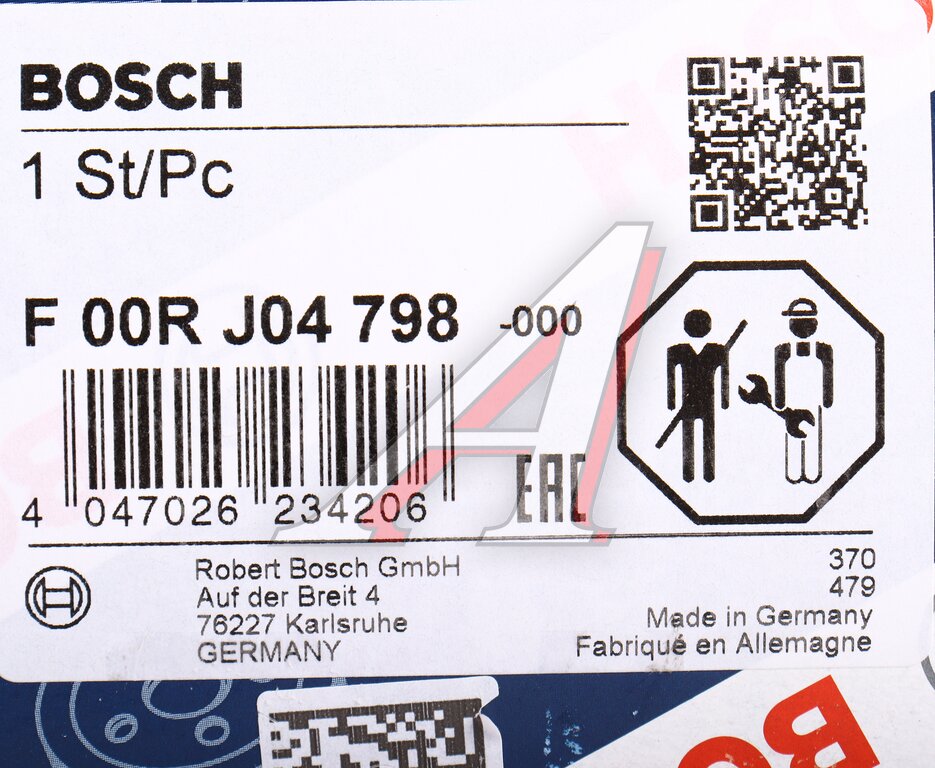 BOSCH
1 St/Pc
F 00R J04 798 -000
4 047026 234206
EAC
Robert Bosch GmbH
Auf der Breit 4
76227 Karlsruhe
GERMANY
370
479
Made in Germany
Fabriqué en Allemagne